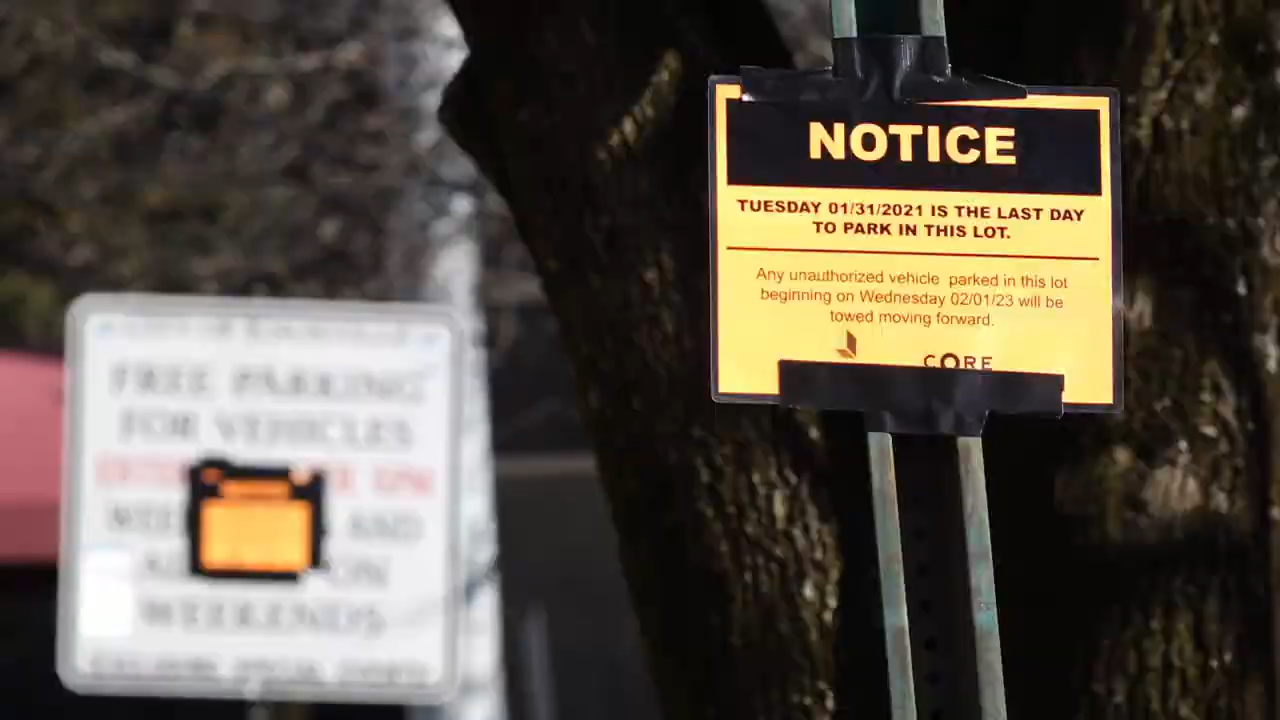 NOTICE
TUESDAY 01/31/2021 IS THE LAST DAY
TO PARK IN THIS LOT.
Any unauthorized vehicle parked in this lot
beginning on Wednesday 02/01/23 will be
towed moving forward.
CORE
FREE PARKING
FOR VEHICLES
AND
WEEKENDS